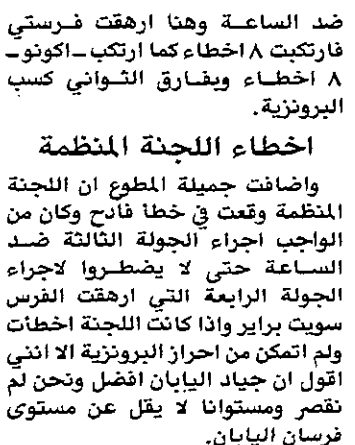 ضد الساعة وهنا ارهقت فرستي
فارتكبت ٨ اخطاء كما ارتكب ـ اكونو ـ
٨ اخطاء وبفارق الثواني كسب
البرونزية.
اخطاء اللجنة المنظمة
واضافت جميلة المطوع ان اللجنة
المنظمة وقعت في خطأ فادح وكان من
الواجب اجراء الجولة الثالثة ضد
الساعة حتى لا يضطروا لاجراء
الجولة الرابعة التي ارهقت الفرس
سويت براير واذا كانت اللجنة اخطأت
ولم اتمكن من احراز البرونزية الا انني
اقول ان جياد اليابان افضل ونحن لم
نقصر ومستوانا لا يقل عن مستوى
فرسان اليابان.